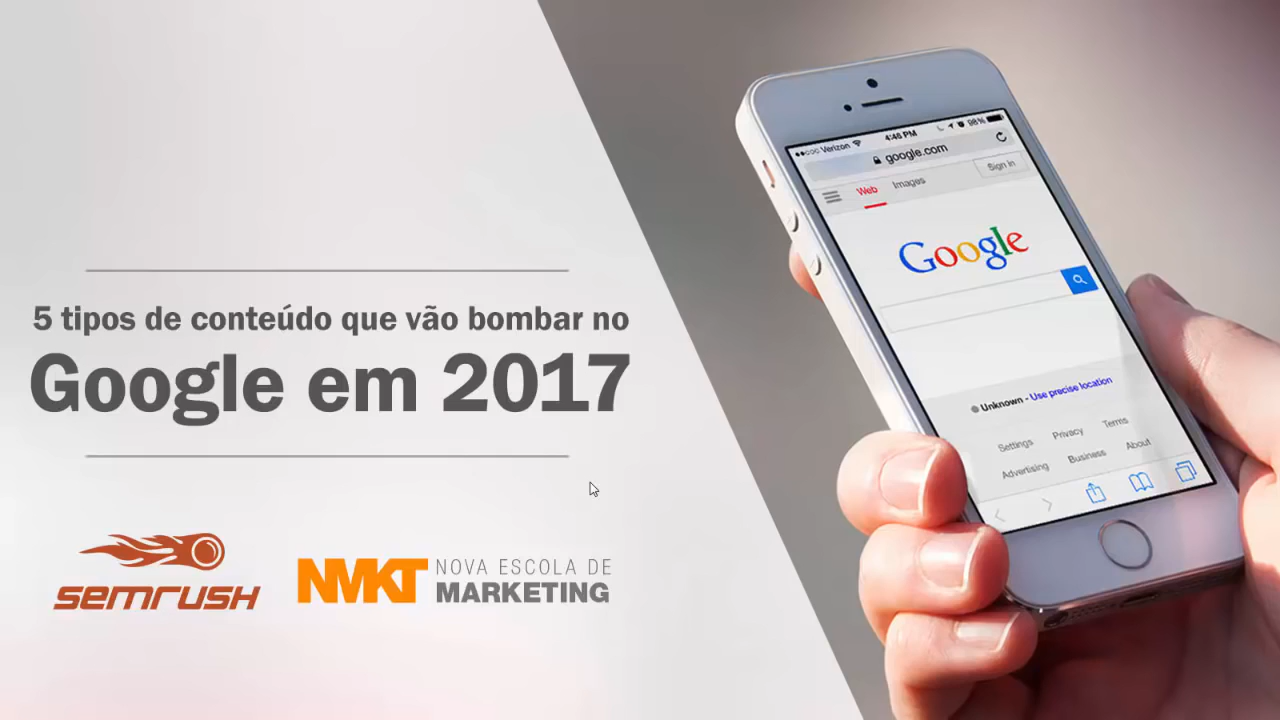 5 tipos de conteúdo que vão bombar no
Google em 2017
semrush
NMKT NOVA ESCOLA DE
MARKETING
Verizon 4:46 PM 98%
google.com
Web Images Sign in
Google
Unknown - Use precise location
Settings Privacy Terms
Advertising Business About